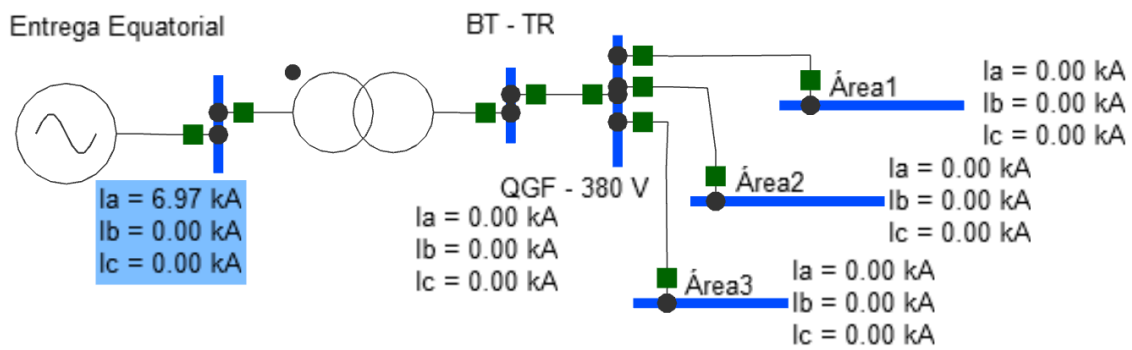 Entrega Equatorial
BT - TR
Ia = 6.97 kA
Ib = 0.00 kA
Ic = 0.00 kA
QGF - 380 V
Ia = 0.00 kA
Ib = 0.00 kA
Ic = 0.00 kA
Área1
Ia = 0.00 kA
Ib = 0.00 kA
Ic = 0.00 kA
Área2
Ia = 0.00 kA
Ib = 0.00 kA
Ic = 0.00 kA
Área3
Ia = 0.00 kA
Ib = 0.00 kA
Ic = 0.00 kA